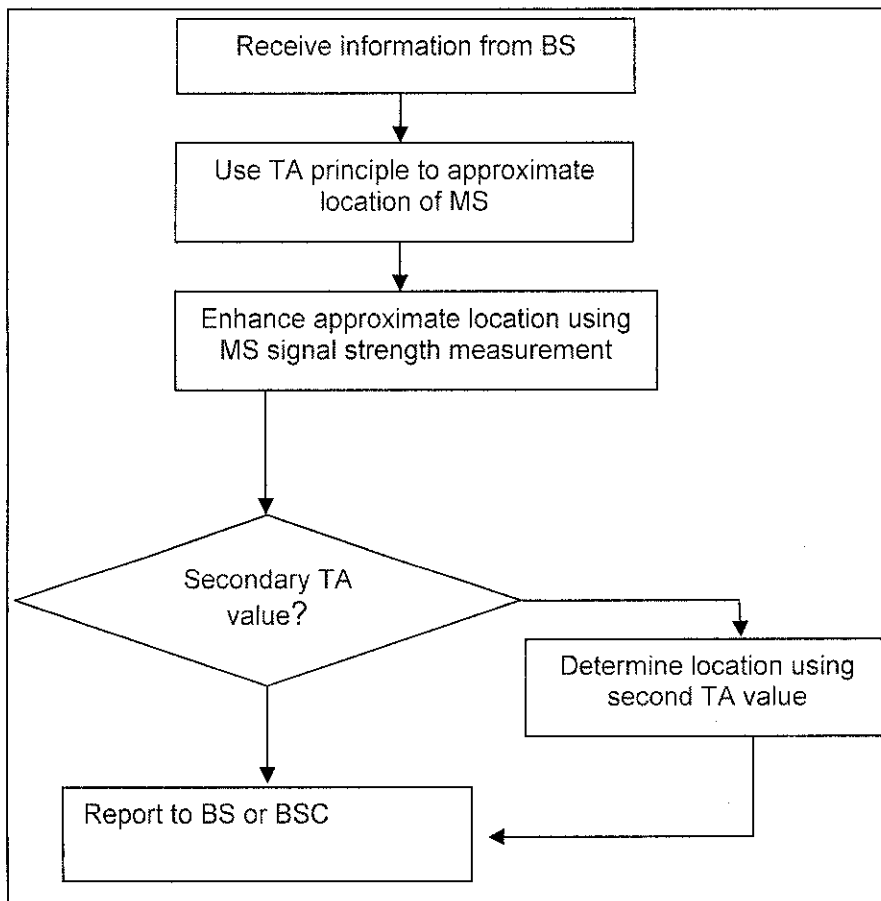 Receive information from BS
Use TA principle to approximate
location of MS
Enhance approximate location using
MS signal strength measurement
Secondary TA
value?
Determine location using
second TA value
Report to BS or BSC